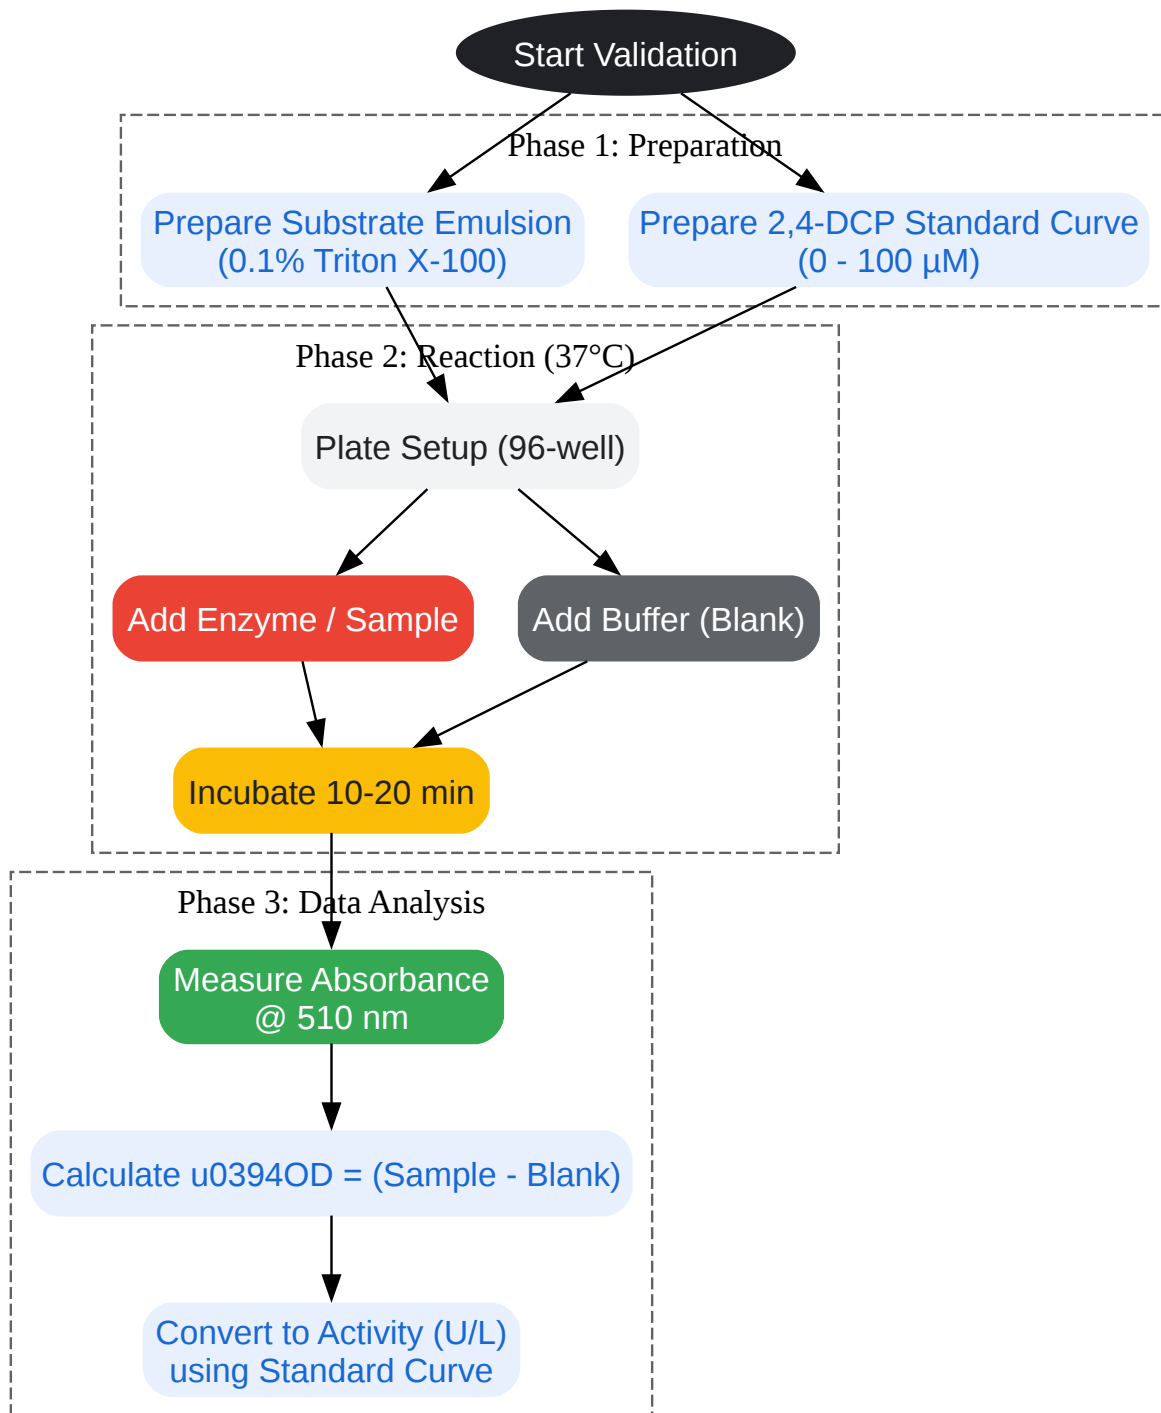 Start Validation
Phase 1: Preparation
Prepare Substrate Emulsion
(0.1% Triton X-100)
Prepare 2,4-DCP Standard Curve
(0 - 100 µM)
Phase 2: Reaction (37°C)
Plate Setup (96-well)
Add Enzyme / Sample
Add Buffer (Blank)
Incubate 10-20 min
Phase 3: Data Analysis
Measure Absorbance
@ 510 nm
Calculate u0394OD = (Sample - Blank)
Convert to Activity (U/L)
using Standard Curve